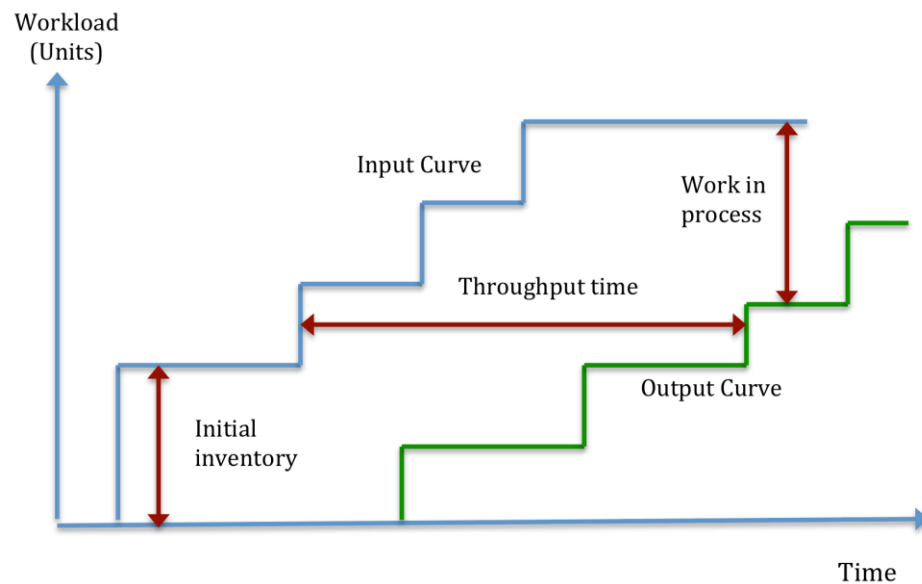 Workload
(Units)
Input Curve
Work in
process
Throughput time
Output Curve
Initial
inventory
Time